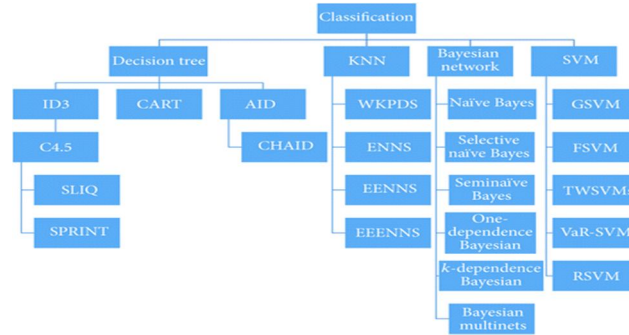 Classification
Decision tree
KNN
Bayesian
network
SVM
ID3
CART
AID
WKPDS
Naïve Bayes
GSVM
C4.5
CHAID
ENNS
Selective
naïve Bayes
FSVM
SLIQ
EENNS
Seminaïve
Bayes
TWSVMs
SPRINT
EEENNS
One-
dependence
Bayesian
VaR-SVM
k-dependence
Bayesian
RSVM
Bayesian
multinets